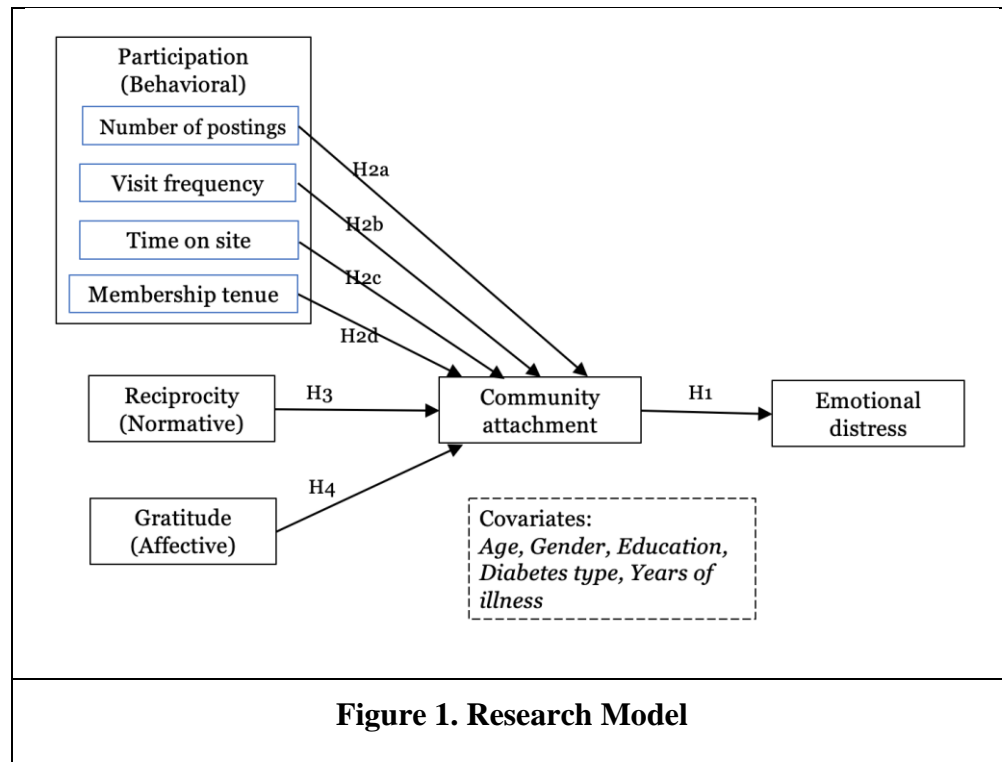 Participation
(Behavioral)
Number of postings
Visit frequency
Time on site
Membership tenue
H2a
H2b
H2c
H2d
Reciprocity
(Normative)
H3
Community
attachment
H1
Emotional
distress
H4
Gratitude
(Affective)
Covariates:
Age, Gender, Education,
Diabetes type, Years of
illness
Figure 1. Research Model